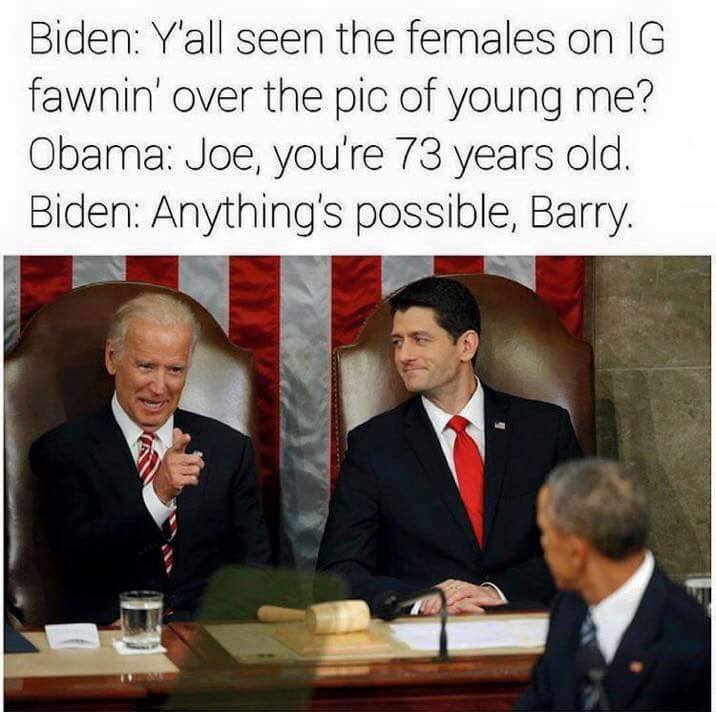 Biden: Y'all seen the females on IG
fawnin' over the pic of young me?
Obama: Joe, you're 73 years old.
Biden: Anything's possible, Barry.